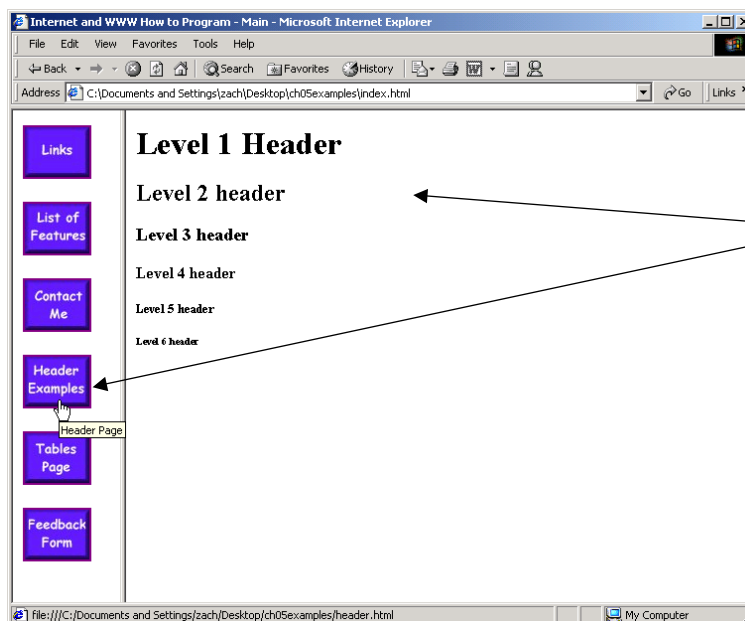 Internet and WWW How to Program - Main - Microsoft Internet Explorer
File Edit View Favorites Tools Help
Back Search Favorites History
Address C:\Documents and Settings\zach\Desktop\ch05examples\index.html Go Links
Links
List of
Features
Contact
Me
Header
Examples
Header Page
Tables
Page
Feedback
Form
Level 1 Header
Level 2 header
Level 3 header
Level 4 header
Level 5 header
Level 6 header
file:///C:/Documents and Settings/zach/Desktop/ch05examples/header.html My Computer